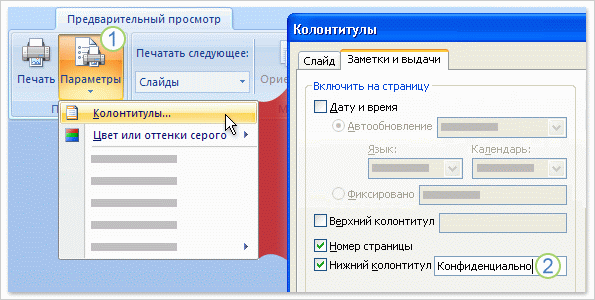 Предварительный просмотр
1
Печатать следующее:
Печать
Параметры
Слайды
Колонтитулы...
Цвет или оттенки серого
Колонтитулы
Слайд
Заметки и выдачи
Включить на страницу
Дату и время
Автообновление
Язык:
Календарь:
Фиксировано
Верхний колонтитул
Номер страницы
Нижний колонтитул
Конфиденциально
2